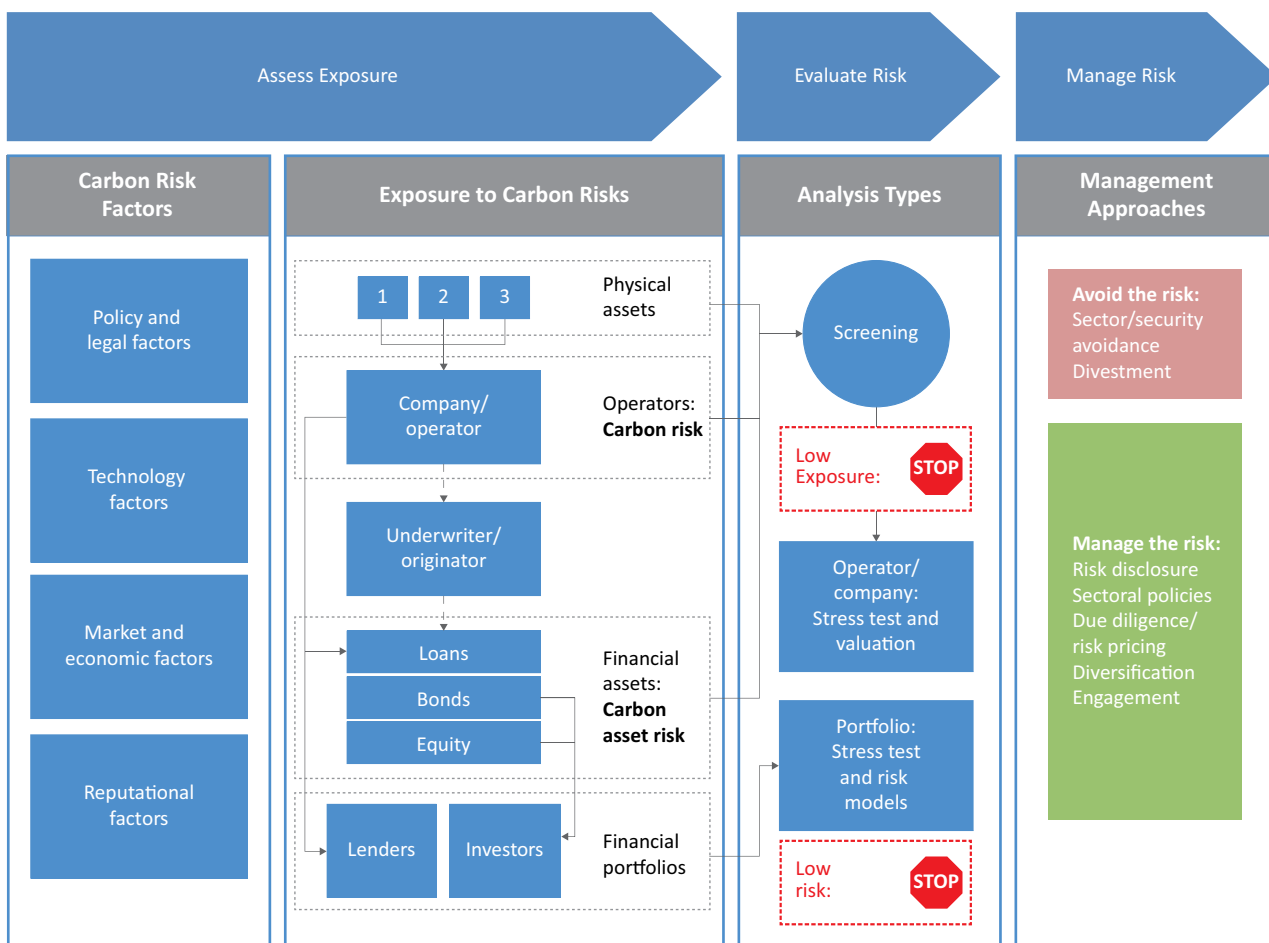 Assess Exposure
Evaluate Risk
Manage Risk
Carbon Risk
Factors
Exposure to Carbon Risks
Analysis Types
Management
Approaches
Policy and
legal factors
Technology
factors
Market and
economic factors
Reputational
factors
1
2
3
Physical
assets
Company/
operator
Operators:
Carbon risk
Underwriter/
originator
Loans
Bonds
Equity
Financial
assets:
Carbon
asset risk
Lenders
Investors
Financial
portfolios
Screening
Low
Exposure:
STOP
Operator/
company:
Stress test and
valuation
Portfolio:
Stress test
and risk
models
Low
risk:
STOP
Avoid the risk:
Sector/security
avoidance
Divestment
Manage the risk:
Risk disclosure
Sectoral policies
Due diligence/
risk pricing
Diversification
Engagement